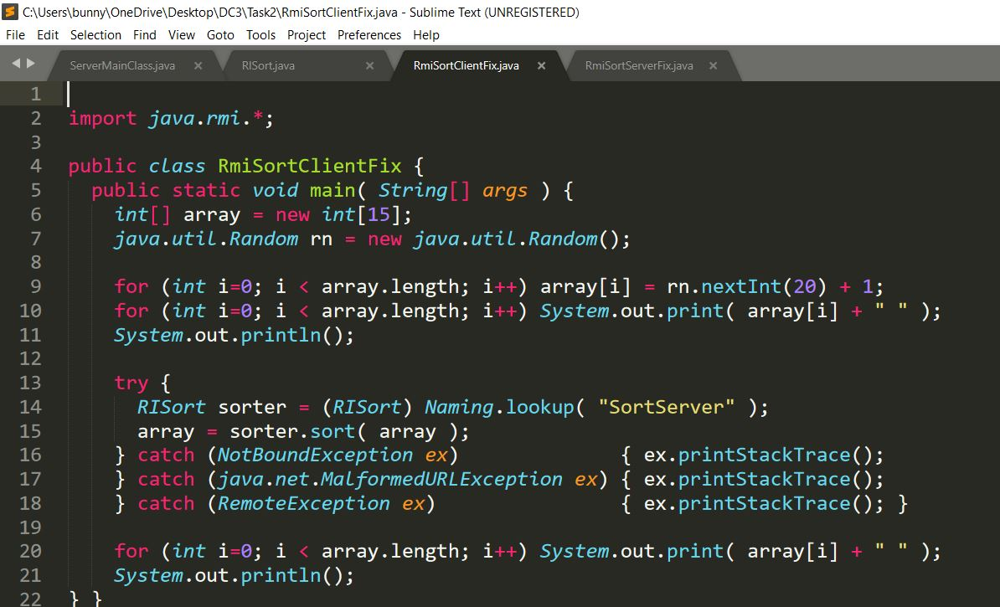 C:\Users\bunny\OneDrive\Desktop\DC3\Task2\RmiSortClientFix.java - Sublime Text (UNREGISTERED)
File Edit Selection Find View Goto Tools Project Preferences Help
ServerMainClass.java × RISort.java × RmiSortClientFix.java × RmiSortServerFix.java ×
1
2 import java.rmi.*;
3
4 public class RmiSortClientFix {
5   public static void main( String[] args ) {
6     int[] array = new int[15];
7     java.util.Random rn = new java.util.Random();
8
9     for (int i=0; i < array.length; i++) array[i] = rn.nextInt(20) + 1;
10     for (int i=0; i < array.length; i++) System.out.print( array[i] + " " );
11     System.out.println();
12
13     try {
14       RISort sorter = (RISort) Naming.lookup( "SortServer" );
15       array = sorter.sort( array );
16     } catch (NotBoundException ex)              { ex.printStackTrace();
17     } catch (java.net.MalformedURLException ex) { ex.printStackTrace();
18     } catch (RemoteException ex)                { ex.printStackTrace(); }
19
20     for (int i=0; i < array.length; i++) System.out.print( array[i] + " " );
21     System.out.println();
22 } }